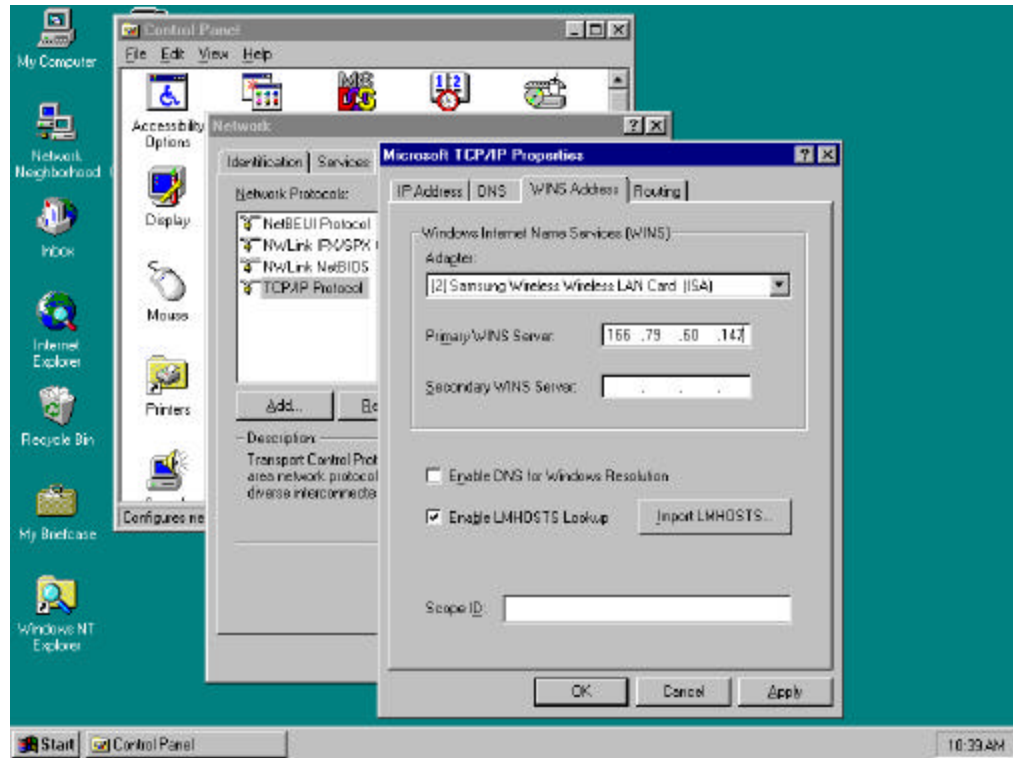 My Computer
Network
Neighborhood
Inbox
Internet
Explorer
Recycle Bin
My Briefcase
Windows NT
Explorer
Control Panel
File Edit View Help
Accessibility
Options
Display
Mouse
Printers
Configures ne
Network
Identification Services
Network Protocols:
NetBEUI Protocol
NWLink IPX/SPX
NWLink NetBIOS
TCP/IP Protocol
Add...
Re
Description:
Transport Control Prot
area network protocol
diverse interconnecte
Microsoft TCP/IP Properties
IP Address DNS WINS Address Routing
Windows Internet Name Services (WINS)
Adapter:
[2] Samsung Wireless Wireless LAN Card (ISA)
Primary WINS Server: 166 .79 .60 .147
Secondary WINS Server: . . .
Enable DNS for Windows Resolution
Enable LMHOSTS Lookup Import LMHOSTS...
Scope ID:
OK Cancel Apply
Start Control Panel 10:39 AM